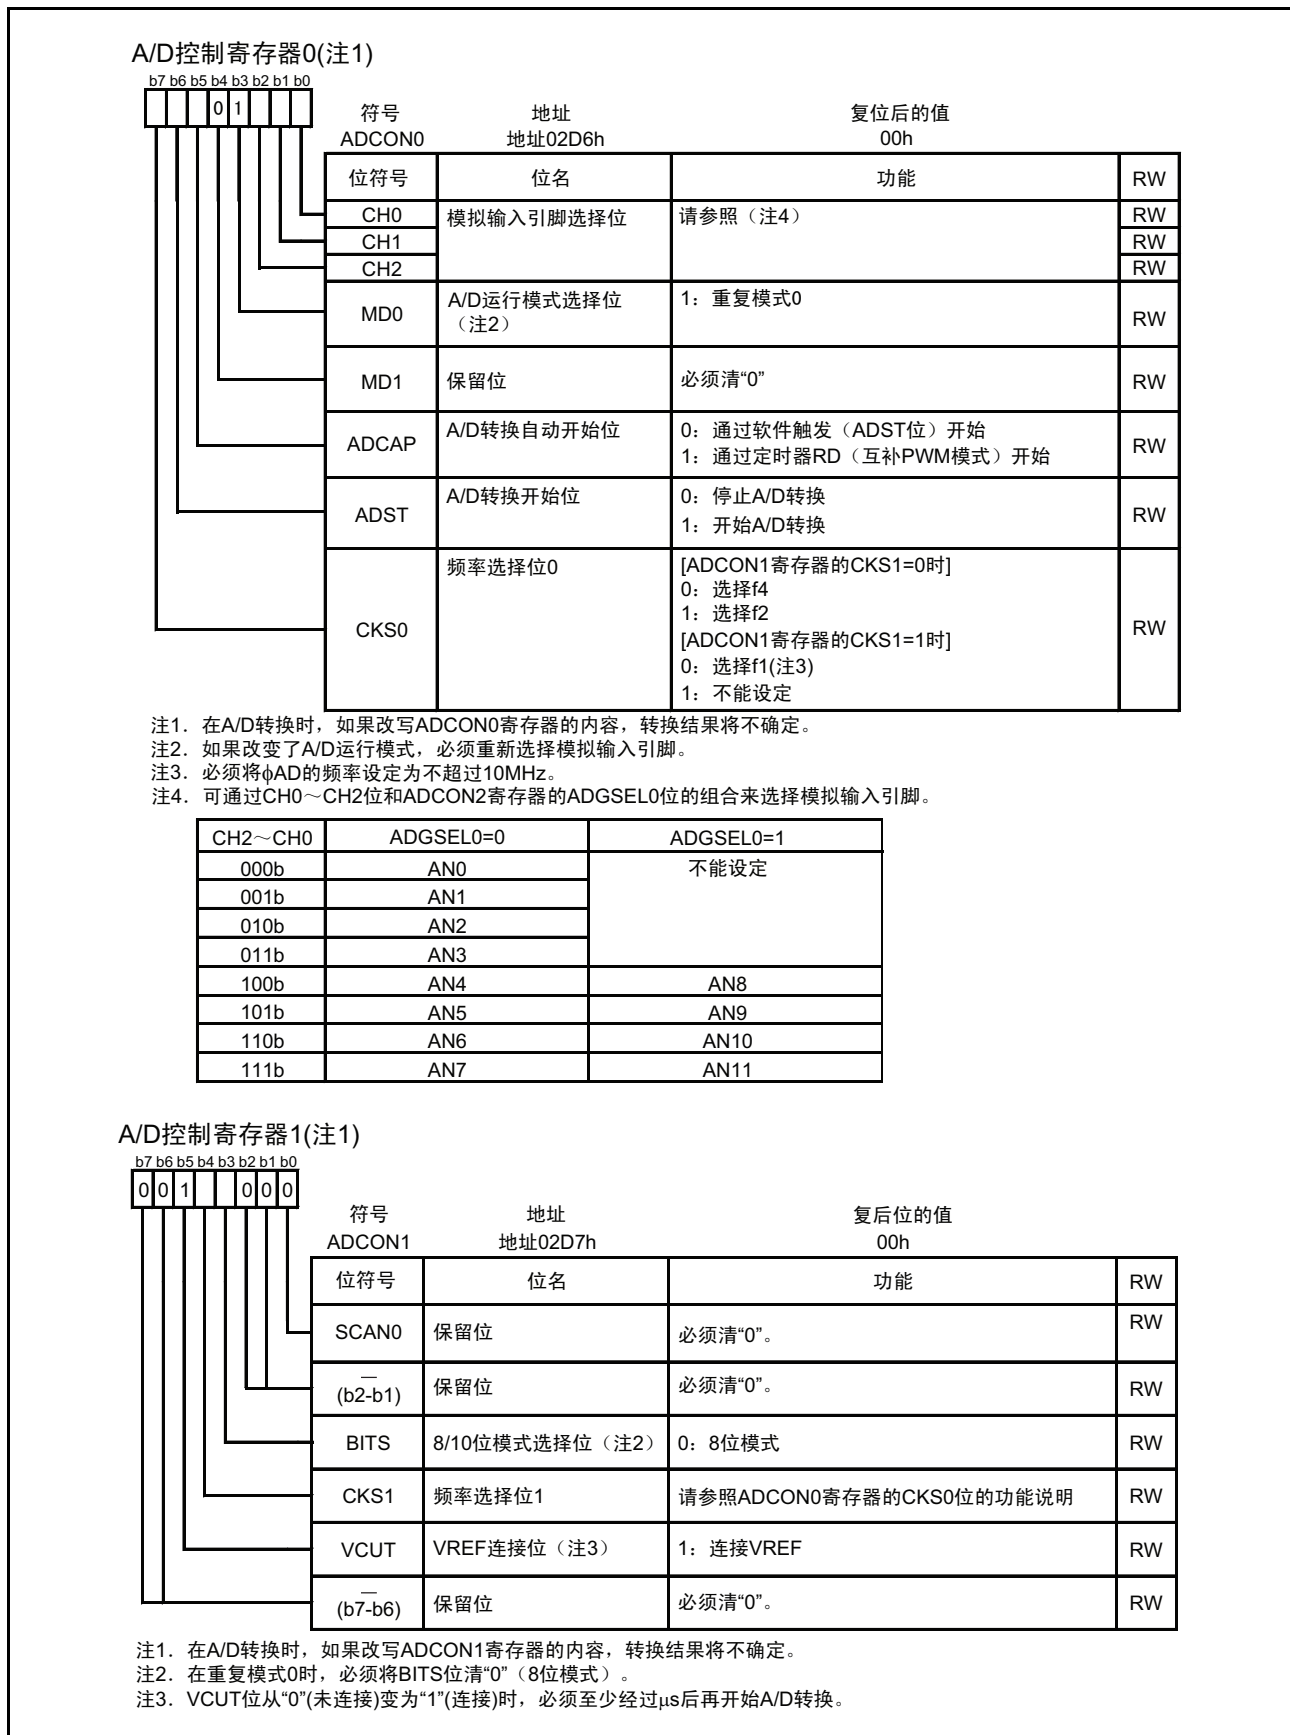 A/D控制寄存器0(注1)
b7 b6 b5 b4 b3 b2 b1 b0
0 1
符号 地址 复位后的值
ADCON0 地址02D6h 00h
位符号 位名 功能 RW
CH0 模拟输入引脚选择位 请参照（注4） RW
CH1 RW
CH2 RW
MD0 A/D运行模式选择位 1：重复模式0 RW
（注2）
MD1 保留位 必须清“0” RW
ADCAP A/D转换自动开始位 0：通过软件触发（ADST位）开始 RW
1：通过定时器RD（互补PWM模式）开始
ADST A/D转换开始位 0：停止A/D转换 RW
1：开始A/D转换
CKS0 频率选择位0 [ADCON1寄存器的CKS1=0时] RW
0：选择f4
1：选择f2
[ADCON1寄存器的CKS1=1时]
0：选择f1(注3)
1：不能设定
注1．在A/D转换时，如果改写ADCON0寄存器的内容，转换结果将不确定。
注2．如果改变了A/D运行模式，必须重新选择模拟输入引脚。
注3．必须将ϕAD的频率设定为不超过10MHz。
注4．可通过CH0～CH2位和ADCON2寄存器的ADGSEL0位的组合来选择模拟输入引脚。
CH2～CH0 ADGSEL0=0 ADGSEL0=1
000b AN0 不能设定
001b AN1
010b AN2
011b AN3
100b AN4 AN8
101b AN5 AN9
110b AN6 AN10
111b AN7 AN11
A/D控制寄存器1(注1)
b7 b6 b5 b4 b3 b2 b1 b0
0 0 1 0 0 0
符号 地址 复后位的值
ADCON1 地址02D7h 00h
位符号 位名 功能 RW
SCAN0 保留位 必须清“0”。 RW
—
(b2-b1) 保留位 必须清“0”。 RW
BITS 8/10位模式选择位（注2） 0：8位模式 RW
CKS1 频率选择位1 请参照ADCON0寄存器的CKS0位的功能说明 RW
VCUT VREF连接位（注3） 1：连接VREF RW
—
(b7-b6) 保留位 必须清“0”。 RW
注1．在A/D转换时，如果改写ADCON1寄存器的内容，转换结果将不确定。
注2．在重复模式0时，必须将BITS位清“0”（8位模式）。
注3．VCUT位从“0”(未连接)变为“1”(连接)时，必须至少经过μs后再开始A/D转换。